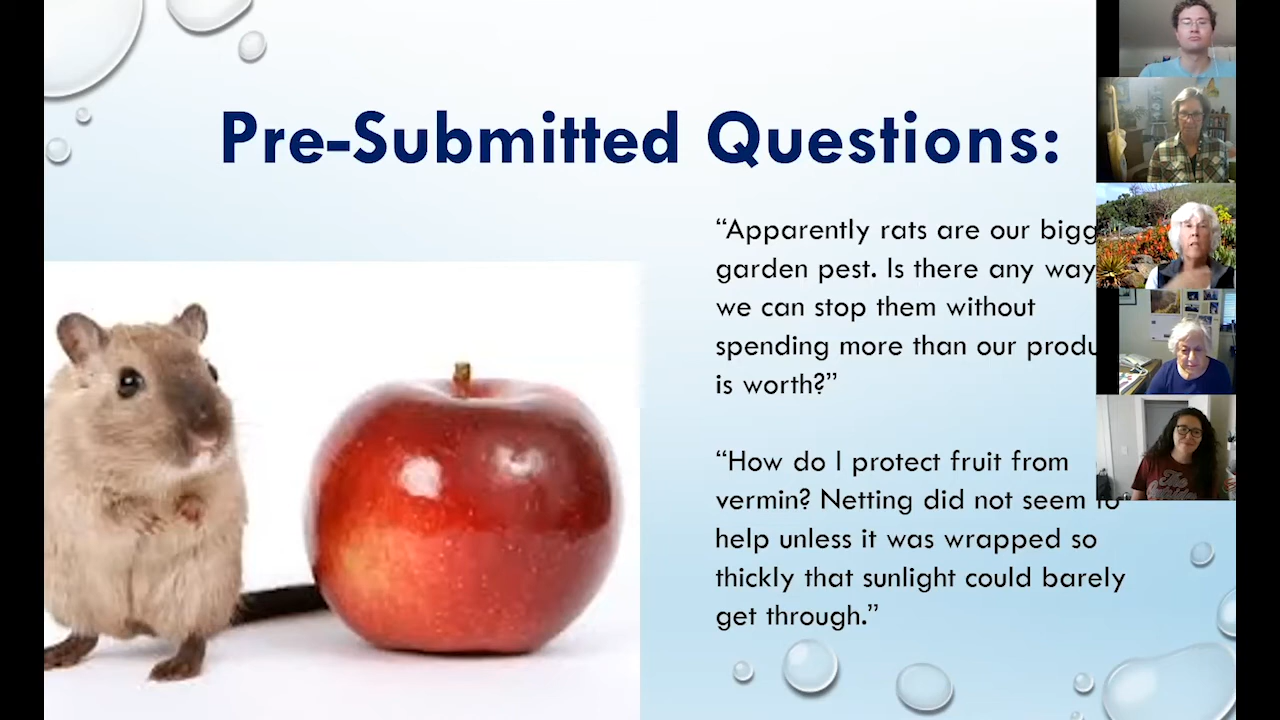 Pre-Submitted Questions:
“Apparently rats are our bigg
garden pest. Is there any way
we can stop them without
spending more than our produ
is worth?”
“How do I protect fruit from
vermin? Netting did not seem to
help unless it was wrapped so
thickly that sunlight could barely
get through.”